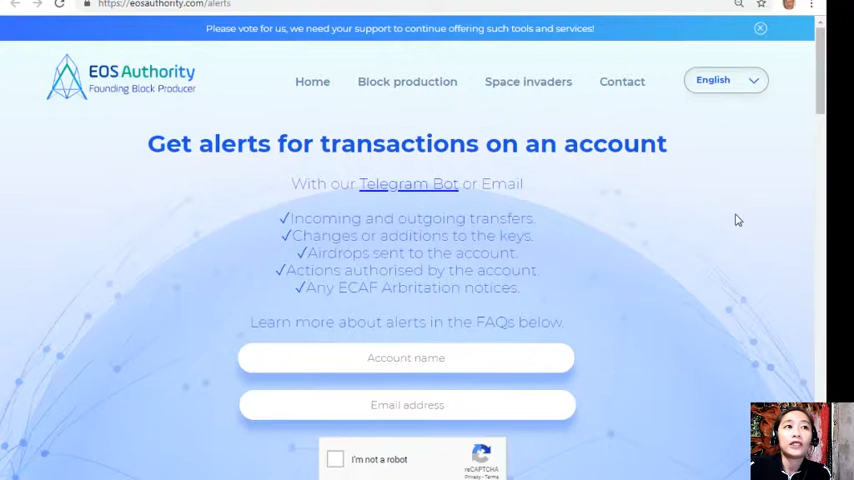 https://eosauthority.com/alerts
Please vote for us, we need your support to continue offering such tools and services!
EOS Authority
Founding Block Producer
Home
Block production
Space invaders
Contact
English
Get alerts for transactions on an account
With our Telegram Bot or Email
✓Incoming and outgoing transfers.
✓Changes or additions to the keys.
✓Airdrops sent to the account.
✓Actions authorised by the account.
✓Any ECAF Arbritation notices.
Learn more about alerts in the FAQs below.
Account name
Email address
I'm not a robot
reCAPTCHA
Privacy - Terms